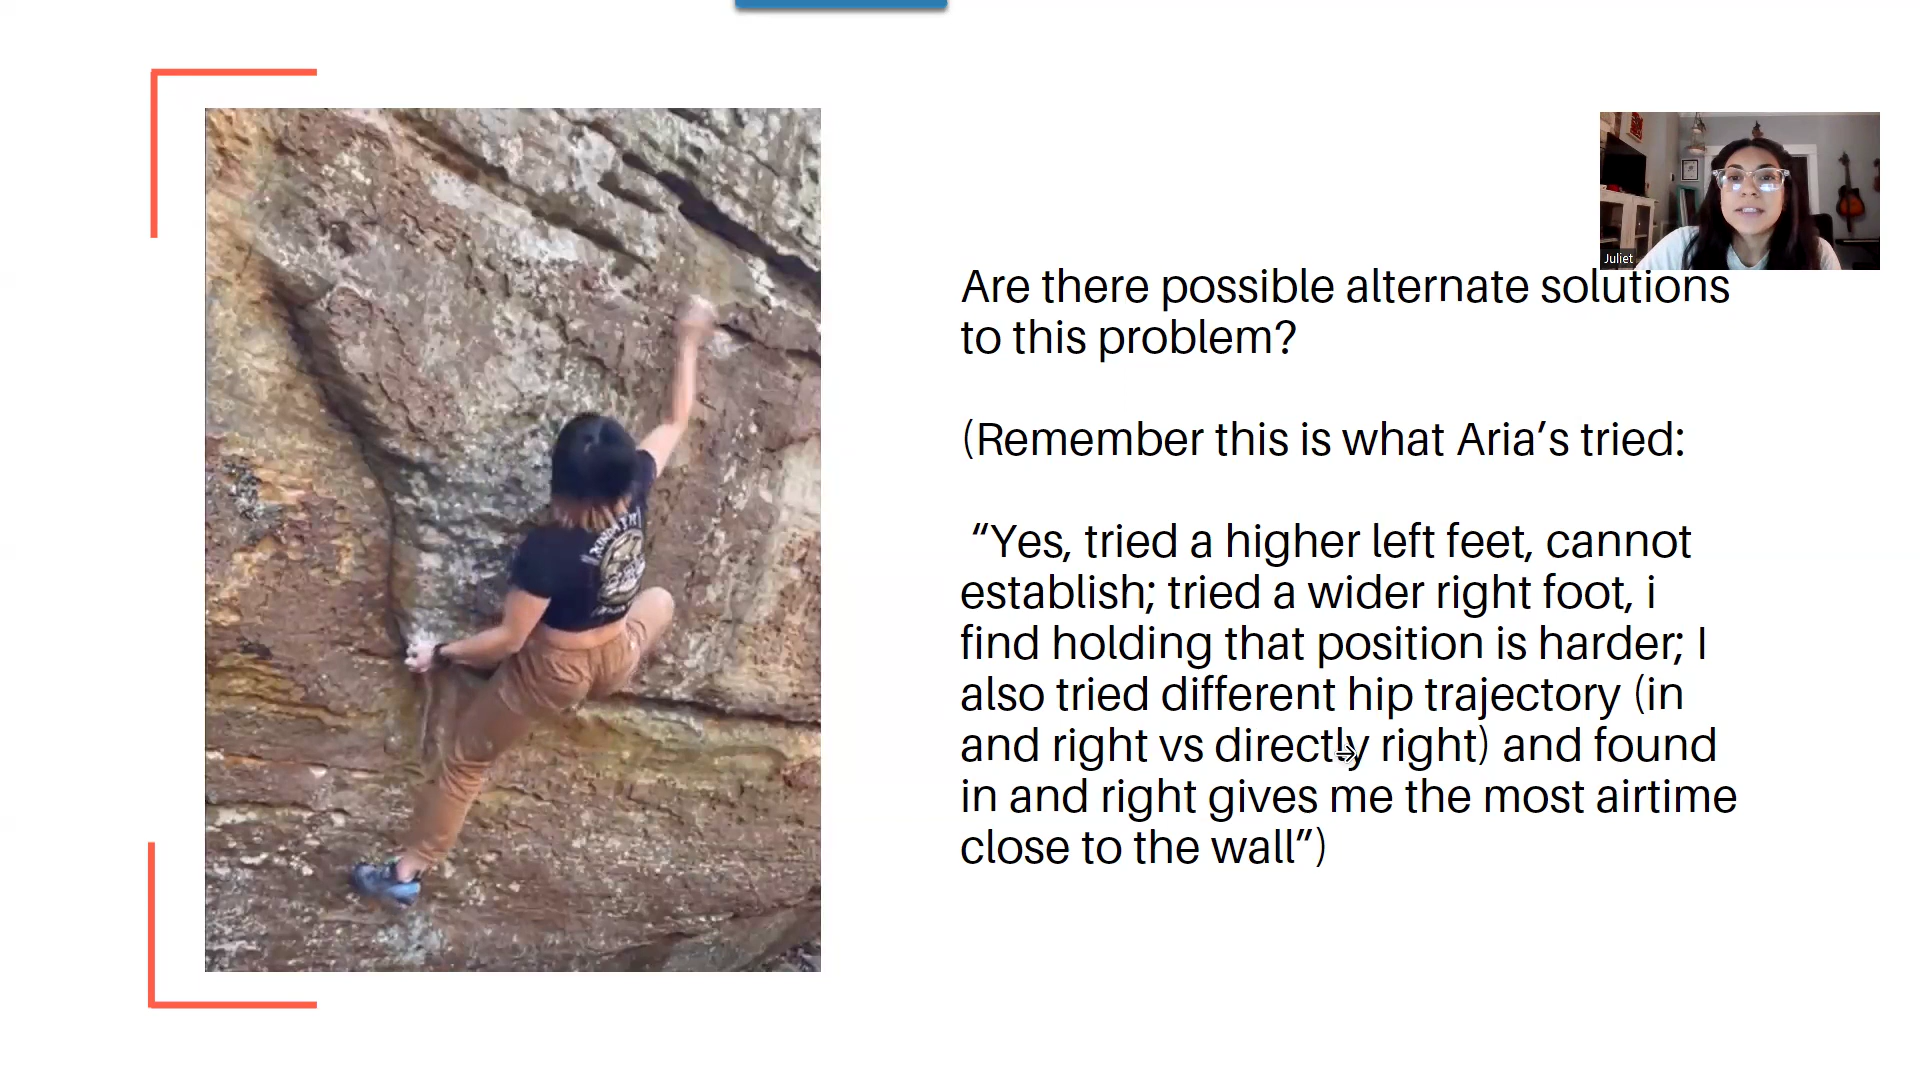 Juliet
Are there possible alternate solutions
to this problem?
(Remember this is what Aria’s tried:
“Yes, tried a higher left feet, cannot
establish; tried a wider right foot, i
find holding that position is harder; I
also tried different hip trajectory (in
and right vs directly right) and found
in and right gives me the most airtime
close to the wall”)